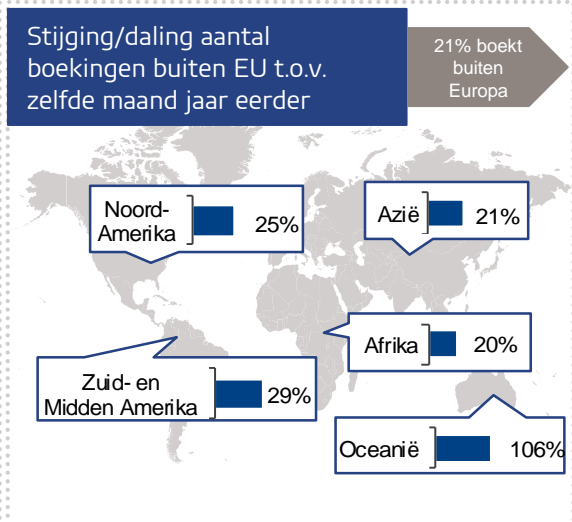 Stijging/daling aantal
boekingen buiten EU t.o.v.
zelfde maand jaar eerder
21% boekt
buiten
Europa
Noord-
Amerika
25%
Azië
21%
Afrika
20%
Zuid- en
Midden Amerika
29%
Oceanië
106%